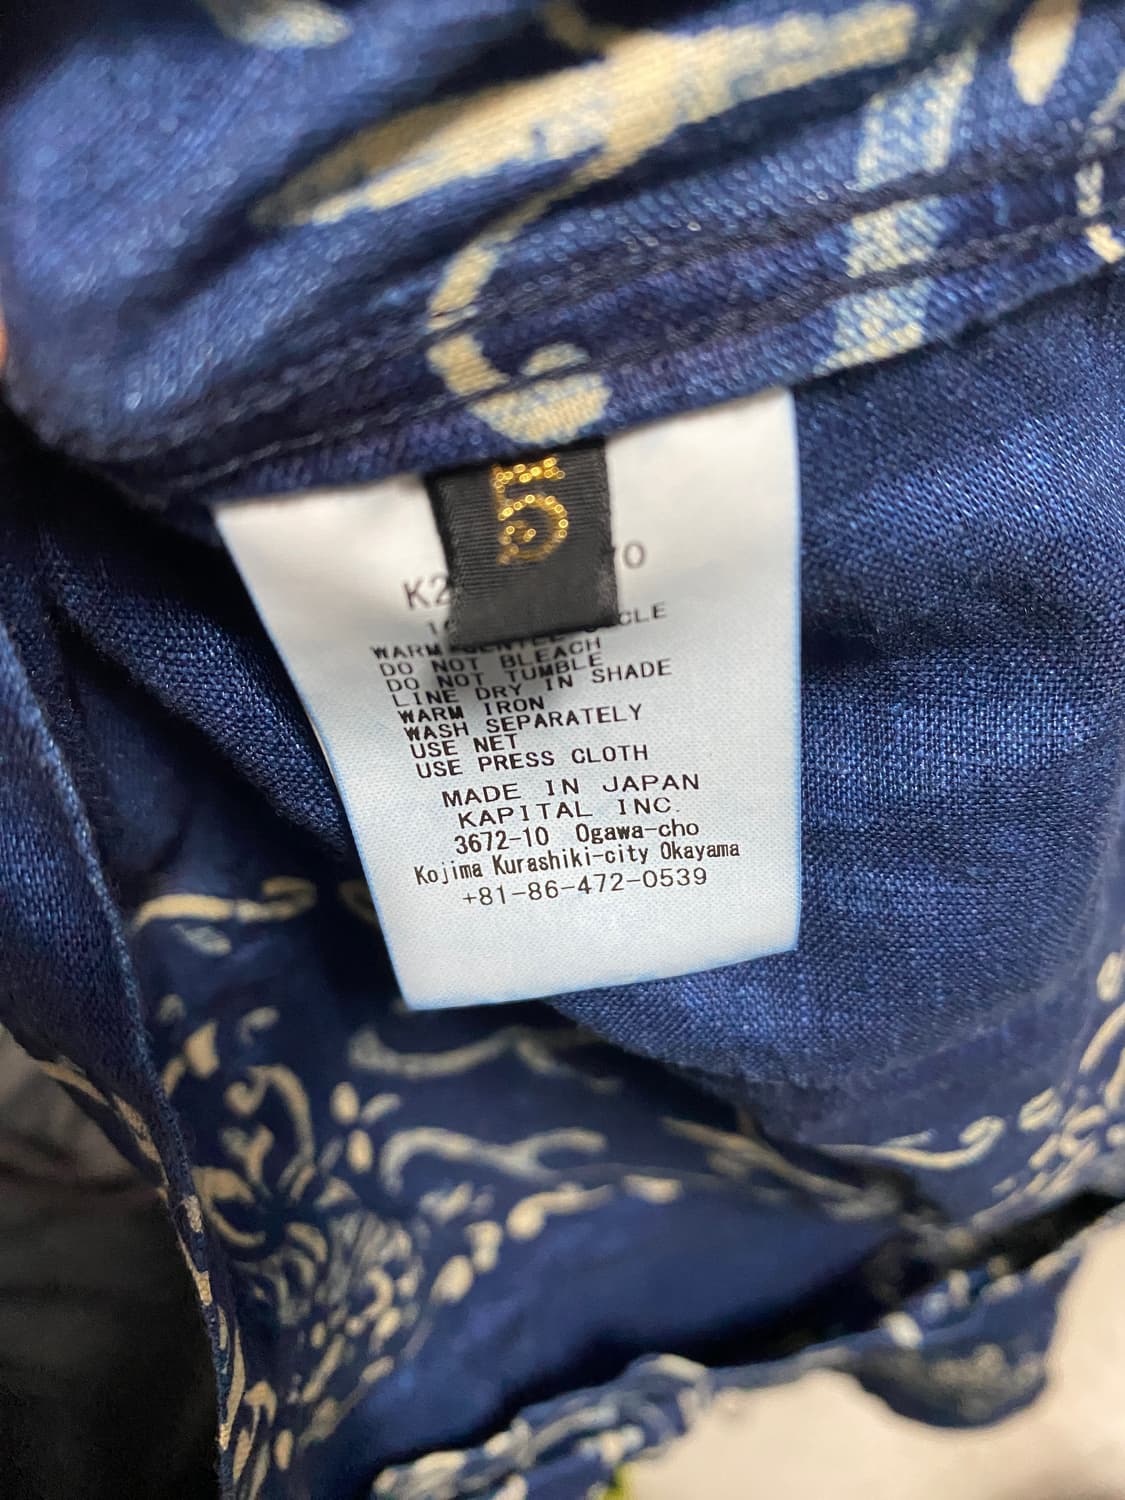 5
K2
WARM GENTLE CYCLE
DO NOT BLEACH
DO NOT TUMBLE
LINE DRY IN SHADE
WARM IRON
WASH SEPARATELY
USE NET
USE PRESS CLOTH
MADE IN JAPAN
KAPITAL INC.
3672-10 Ogawa-cho
Kojima Kurashiki-city Okayama
+81-86-472-0539